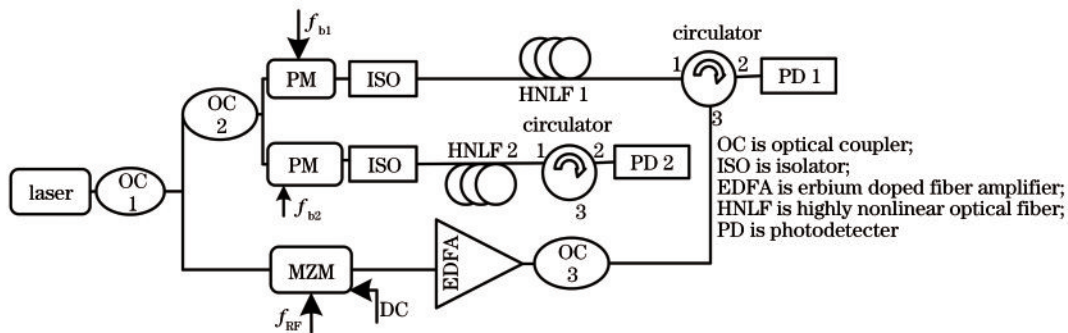 f_b1
circulator
PM
ISO
1
2
PD 1
HNLF 1
3
OC
2
circulator
PM
ISO
HNLF 2
1
2
PD 2
3
f_b2
laser
OC
1
OC is optical coupler;
ISO is isolator;
EDFA is erbium doped fiber amplifier;
HNLF is highly nonlinear optical fiber;
PD is photodetecter
MZM
EDFA
OC
3
DC
f_RF